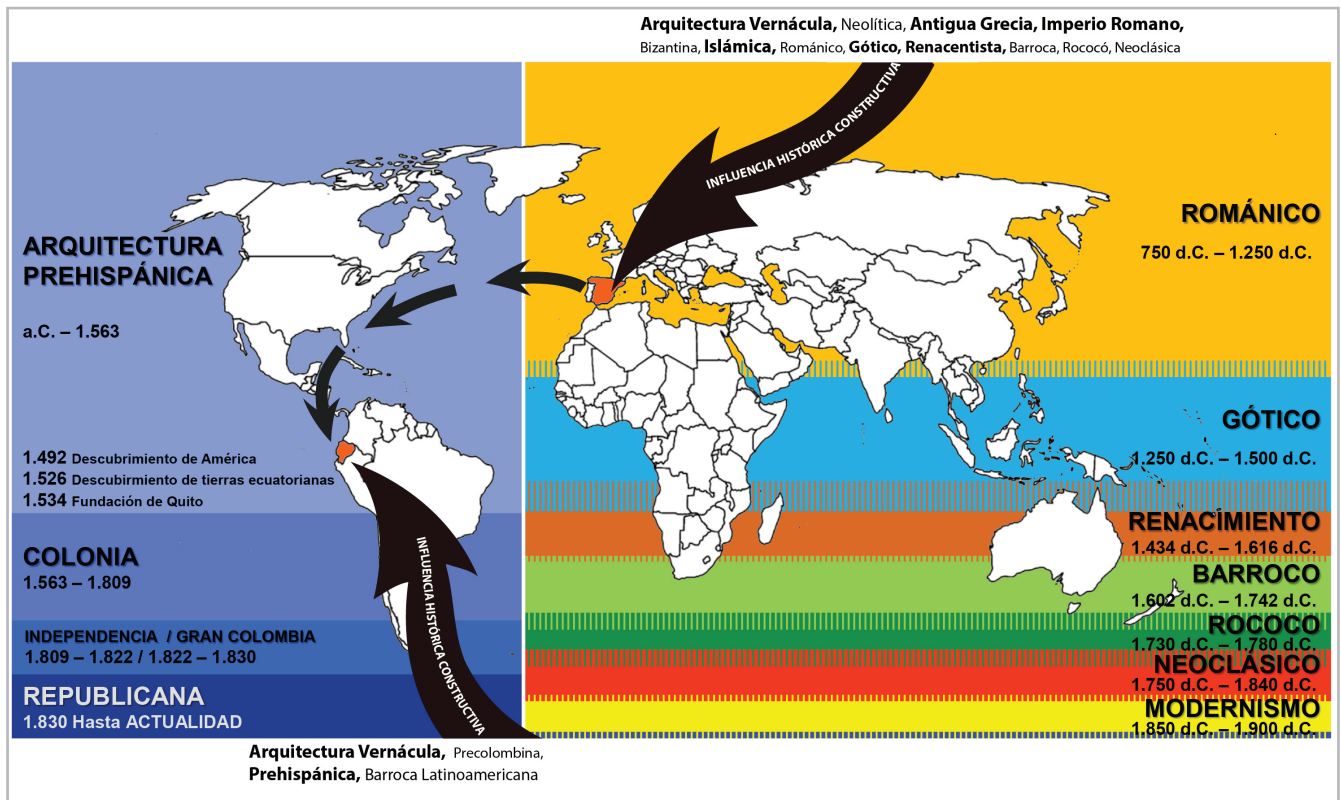 Arquitectura Vernácula, Neolítica, Antigua Grecia, Imperio Romano,
Bizantina, Islámica, Románico, Gótico, Renacentista, Barroca, Rococó, Neoclásica
INFLUENCIA HISTÓRICA CONSTRUCTIVA
ARQUITECTURA
PREHISPÁNICA
a.C. – 1.563
1.492 Descubrimiento de América
1.526 Descubirmiento de tierras ecuatorianas
1.534 Fundación de Quito
COLONIA
1.563 – 1.809
INDEPENDENCIA / GRAN COLOMBIA
1.809 – 1.822 / 1.822 – 1.830
REPUBLICANA
1.830 Hasta ACTUALIDAD
INFLUENCIA HISTÓRICA CONSTRUCTIVA
ROMÁNICO
750 d.C. – 1.250 d.C.
GÓTICO
1.250 d.C. – 1.500 d.C.
RENACIMIENTO
1.434 d.C. – 1.616 d.C.
BARROCO
1.602 d.C. – 1.742 d.C.
ROCOCO
1.730 d.C. – 1.780 d.C.
NEOCLÁSICO
1.750 d.C. – 1.840 d.C.
MODERNISMO
1.850 d.C. – 1.900 d.C.
Arquitectura Vernácula, Precolombina,
Prehispánica, Barroca Latinoamericana